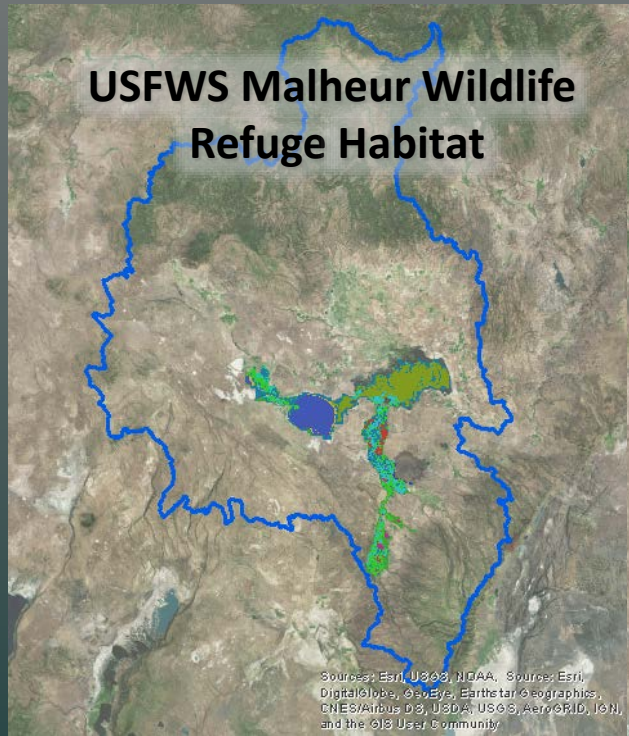 USFWS Malheur Wildlife
Refuge Habitat
Sources: Esri, USGS, NOAA, Source: Esri,
DigitalGlobe, GeoEye, Earthstar Geographics,
CNES/Airbus DS, USDA, USGS, AeroGRID, IGN,
and the GIS User Community